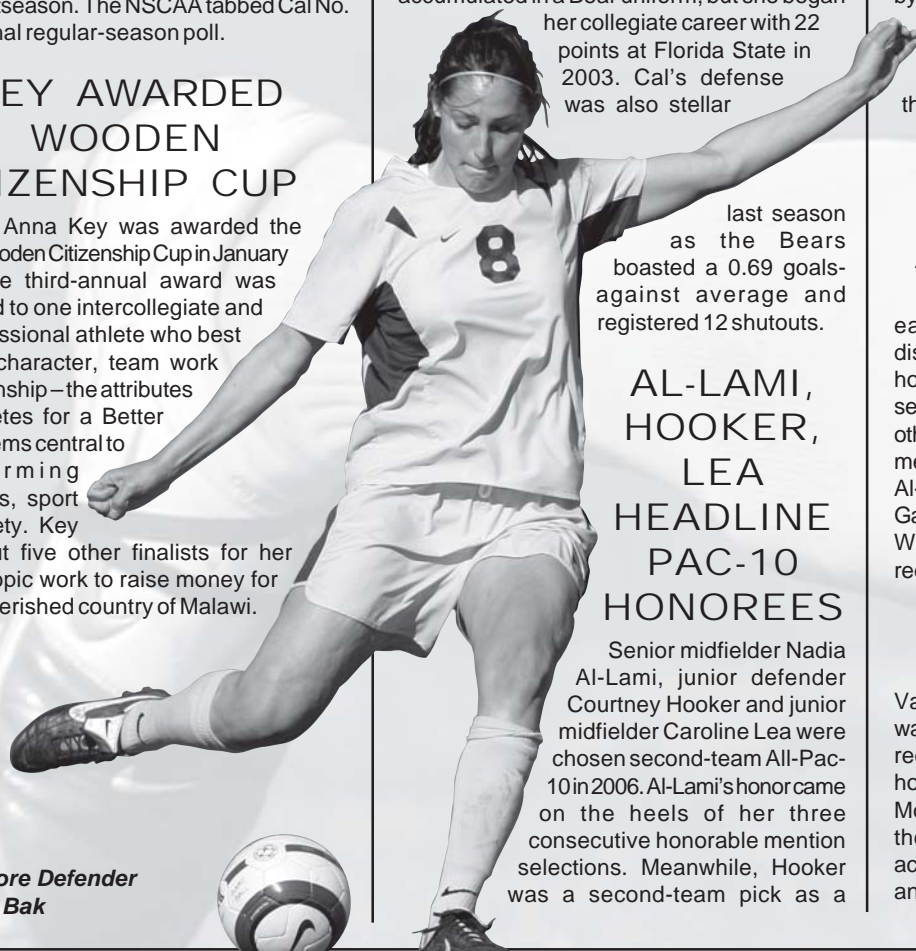 tseason. The NSCAA tabbed Cal No.
nal regular-season poll.
EY AWARDED
WOODEN
IZENSHIP CUP
Anna Key was awarded the
oden Citizenship Cup in January
e third-annual award was
d to one intercollegiate and
essional athlete who best
character, team work
nship – the attributes
etes for a Better
ems central to
rming
s, sport
ety. Key
ut five other finalists for her
opic work to raise money for
erished country of Malawi.
ore Defender
Bak
accumulated in a Bear uniform, but she began
her collegiate career with 22
points at Florida State in
2003. Cal's defense
was also stellar
last season
as the Bears
boasted a 0.69 goals-
against average and
registered 12 shutouts.
8
AL-LAMI,
HOOKER,
LEA
HEADLINE
PAC-10
HONOREES
Senior midfielder Nadia
Al-Lami, junior defender
Courtney Hooker and junior
midfielder Caroline Lea were
chosen second-team All-Pac-
10 in 2006. Al-Lami's honor came
on the heels of her three
consecutive honorable mention
selections. Meanwhile, Hooker
was a second-team pick as a
by
th
ea
dis
ho
se
oth
me
Al-
Ga
W
rec
Va
wa
rec
ho
Mo
the
ac
an